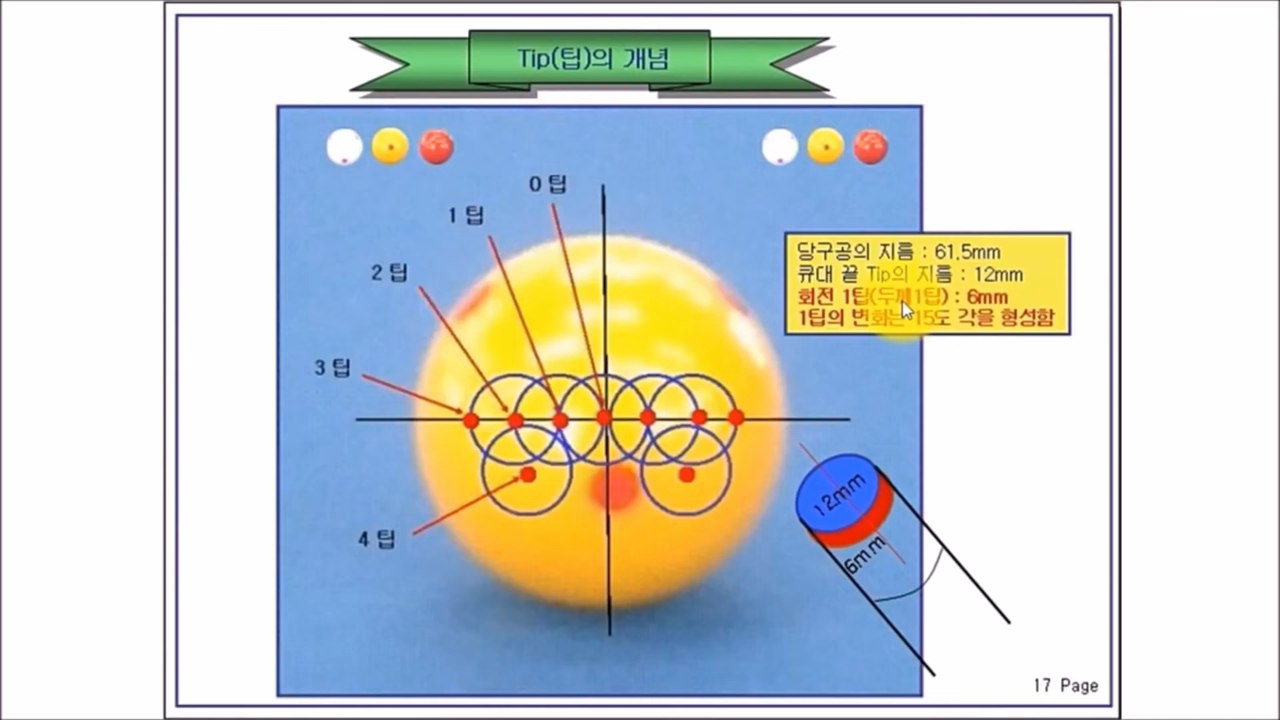 Tip(팁)의 개념
0 팁
1 팁
2 팁
3 팁
4 팁
당구공의 지름 : 61.5mm
큐대 끝 Tip의 지름 : 12mm
회전 1팁(두께1팁) : 6mm
1팁의 변화는 15도 각을 형성함
12mm
6mm
17 Page